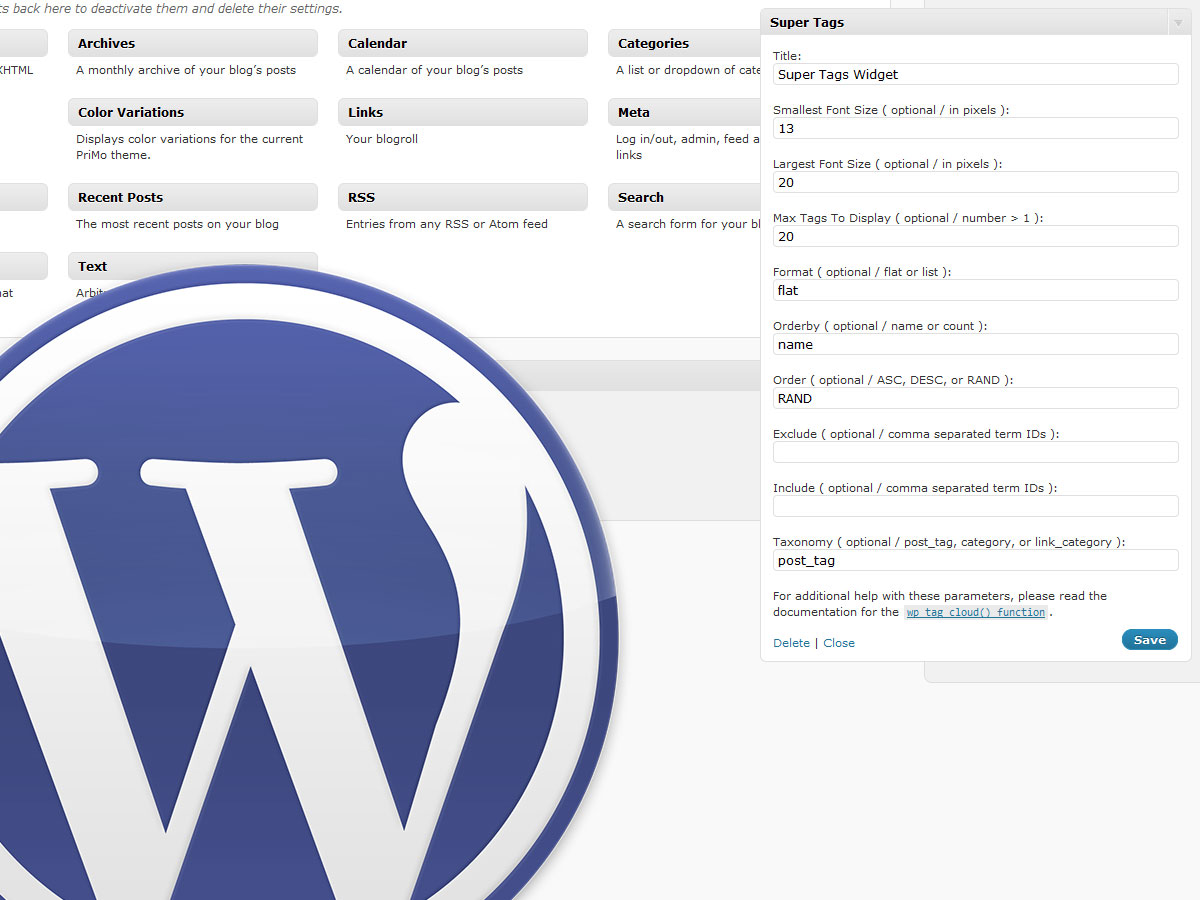 ts back here to deactivate them and delete their settings.
Archives
Calendar
Categories
XHTML
A monthly archive of your blog's posts
A calendar of your blog's posts
A list or dropdown of
Color Variations
Links
Meta
Displays color variations for the current
PriMo theme.
Your blogroll
Log in/out, admin, feed a
links
Recent Posts
RSS
Search
The most recent posts on your blog
Entries from any RSS or Atom feed
A search form for your bl
Text
W
Super Tags
Title:
Super Tags Widget
Smallest Font Size ( optional / in pixels ):
13
Largest Font Size ( optional / in pixels ):
20
Max Tags To Display ( optional / number > 1 ):
20
Format ( optional / flat or list ):
flat
Orderby ( optional / name or count ):
name
Order ( optional / ASC, DESC, or RAND ):
RAND
Exclude ( optional / comma separated term IDs ):
Include ( optional / comma separated term IDs ):
Taxonomy ( optional / post_tag, category, or link_category ):
post_tag
For additional help with these parameters, please read the
documentation for the wp_tag_cloud() function .
Delete | Close
Save